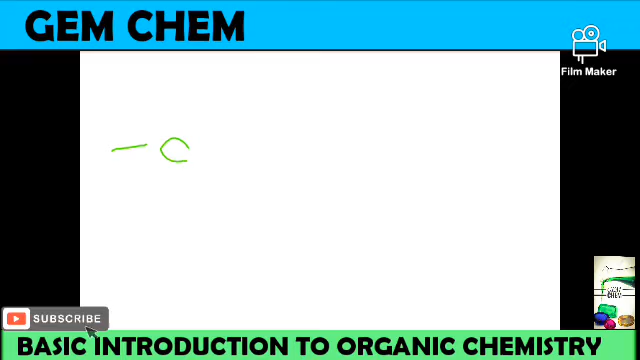 GEM CHEM
Film Maker
– C
SUBSCRIBE
BASIC INTRODUCTION TO ORGANIC CHEMISTRY